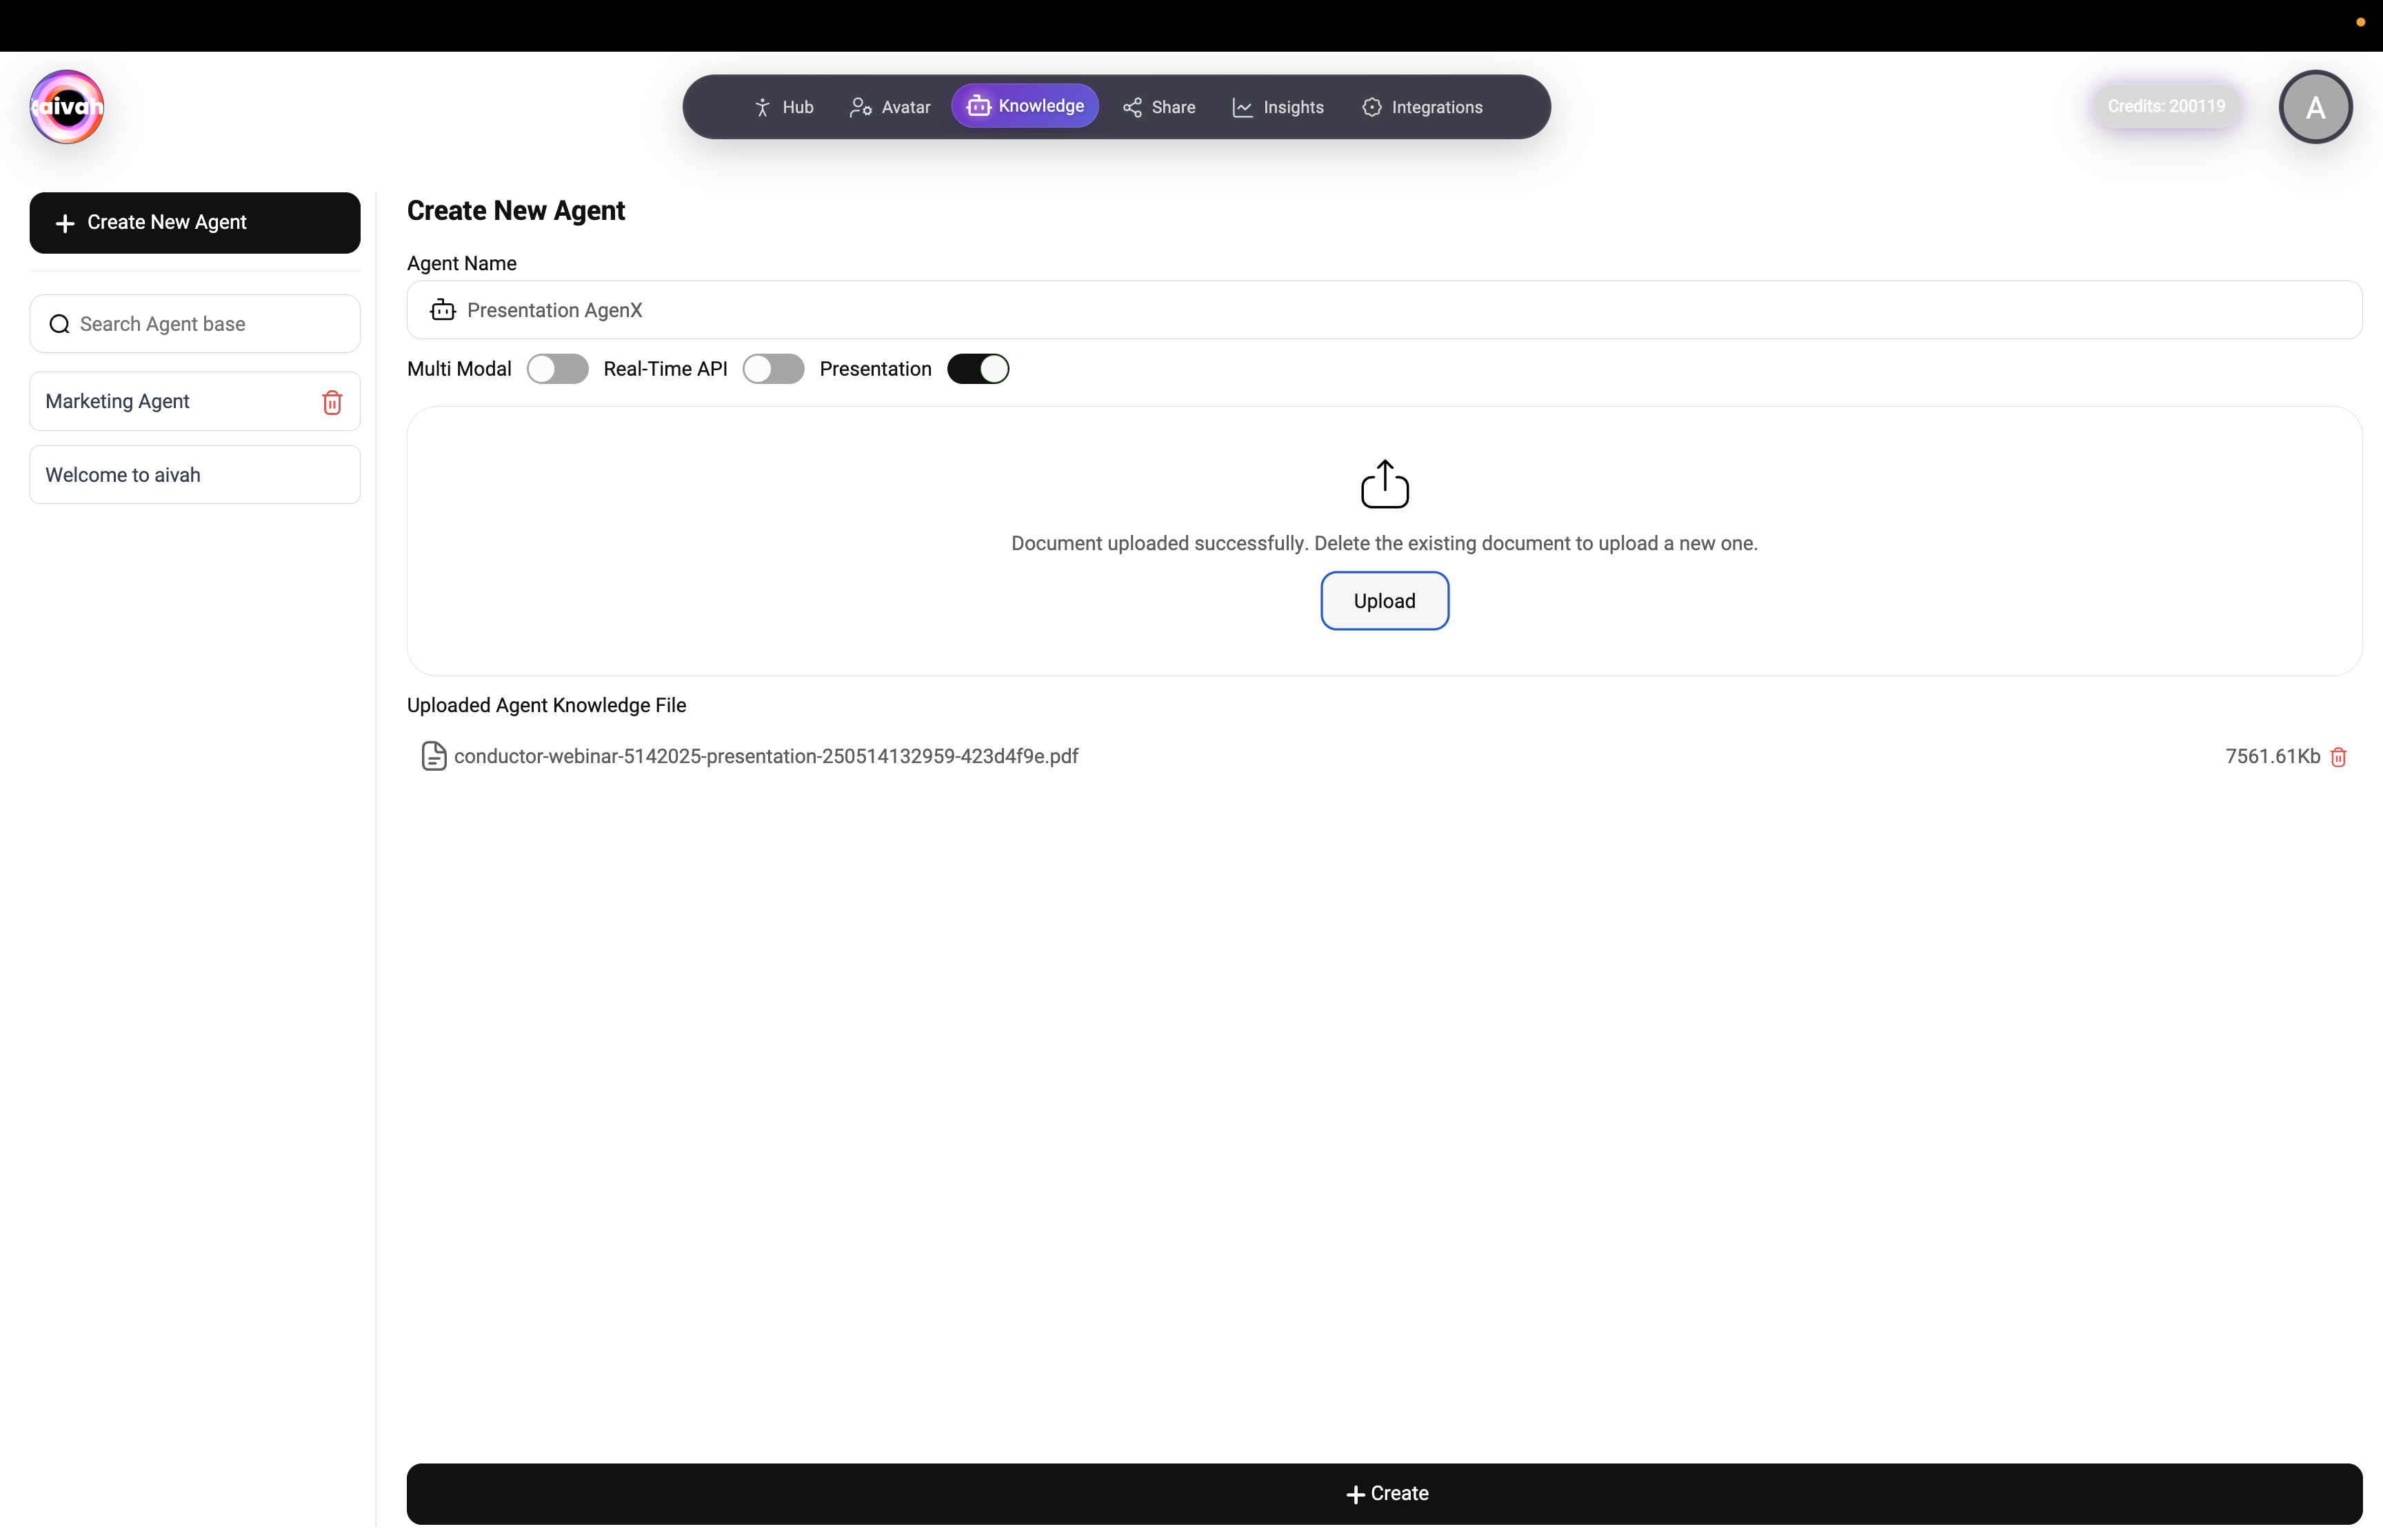 aivah
Hub
Avatar
Knowledge
Share
Insights
Integrations
Credits: 200119
A
Create New Agent
Search Agent base
Marketing Agent
Welcome to aivah
Create New Agent
Agent Name
Presentation AgenX
Multi Modal
Real-Time API
Presentation
Document uploaded successfully. Delete the existing document to upload a new one.
Upload
Uploaded Agent Knowledge File
conductor-webinar-5142025-presentation-250514132959-423d4f9e.pdf
7561.61Kb
Create